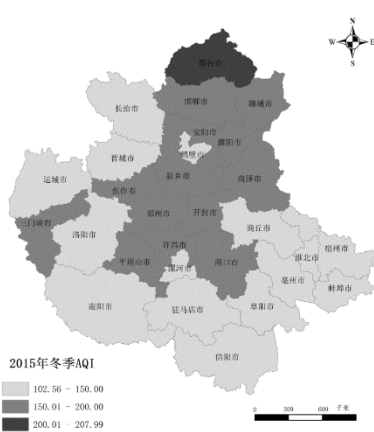 N
W
E
S
邢台市
长治市
邯郸市
聊城市
安阳市
濮阳市
鹤壁市
晋城市
新乡市
菏泽市
运城市
焦作市
三门峡市
郑州市
开封市
洛阳市
商丘市
许昌市
宿州市
淮北市
平顶山市
漯河市
周口市
亳州市
蚌埠市
南阳市
驻马店市
阜阳市
信阳市
2015年冬季AQI
102.56 - 150.00
150.01 - 200.00
200.01 - 207.99
0
千米